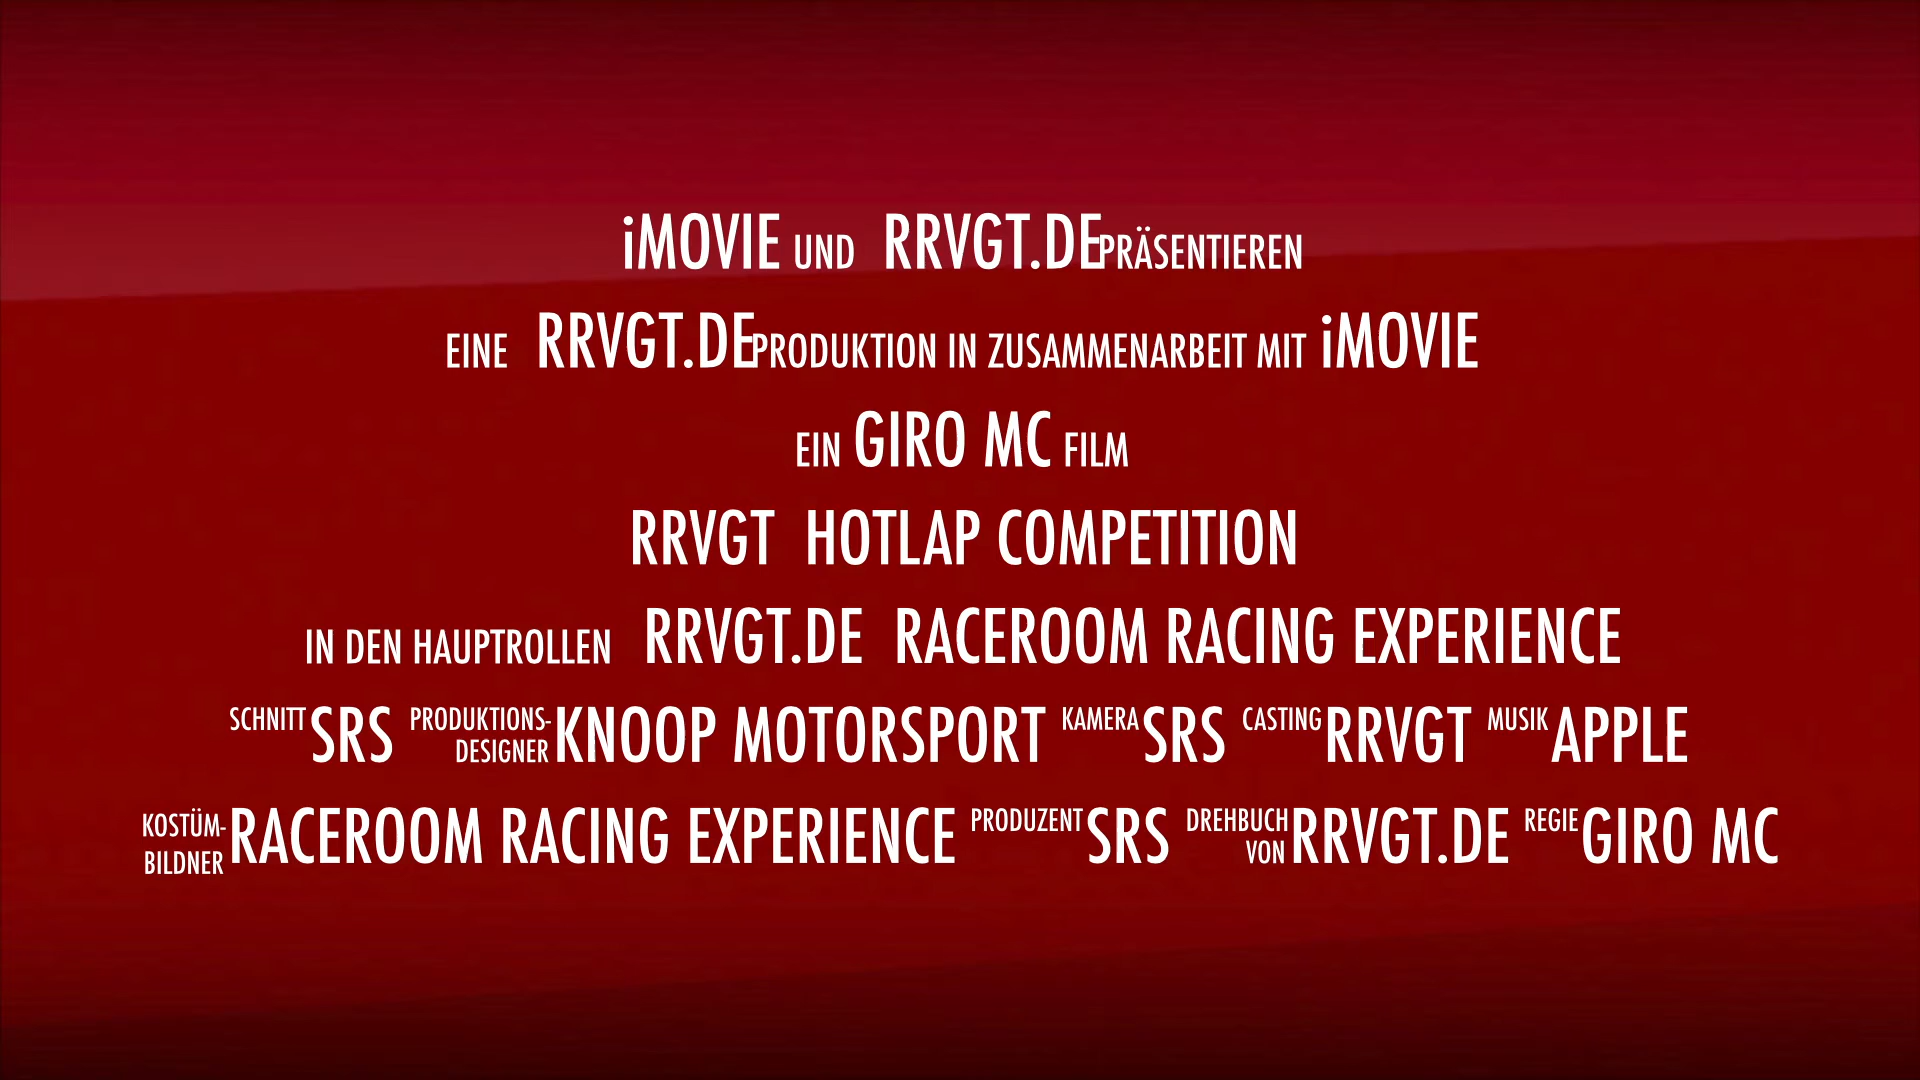 iMOVIE UND RRVGT.DE PRÄSENTIEREN
EINE RRVGT.DE PRODUKTION IN ZUSAMMENARBEIT MIT iMOVIE
EIN GIRO MC FILM
RRVGT HOTLAP COMPETITION
IN DEN HAUPTROLLEN RRVGT.DE RACEROOM RACING EXPERIENCE
SCHNITT SRS PRODUKTIONS-DESIGNER KNOOP MOTORSPORT KAMERA SRS CASTING RRVGT MUSIK APPLE
KOSTÜM-BILDNER RACEROOM RACING EXPERIENCE PRODUZENT SRS DREHBUCH VON RRVGT.DE REGIE GIRO MC